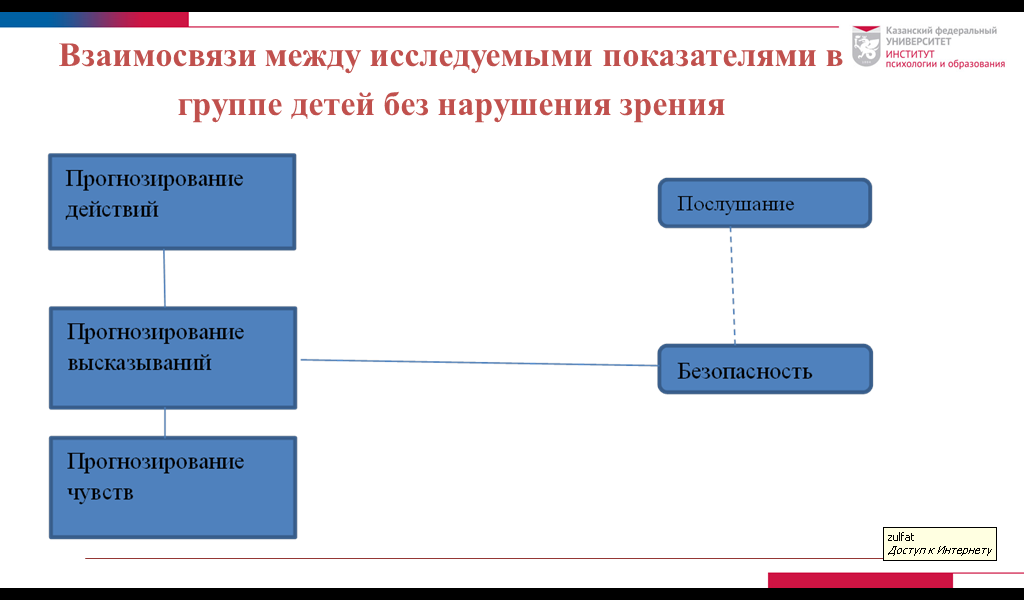 Взаимосвязи между исследуемыми показателями в
группе детей без нарушения зрения
Казанский федеральный
УНИВЕРСИТЕТ
ИНСТИТУТ
психологии и образования
Прогнозирование
действий
Послушание
Прогнозирование
высказываний
Безопасность
Прогнозирование
чувств
zulfat
Доступ к Интернету